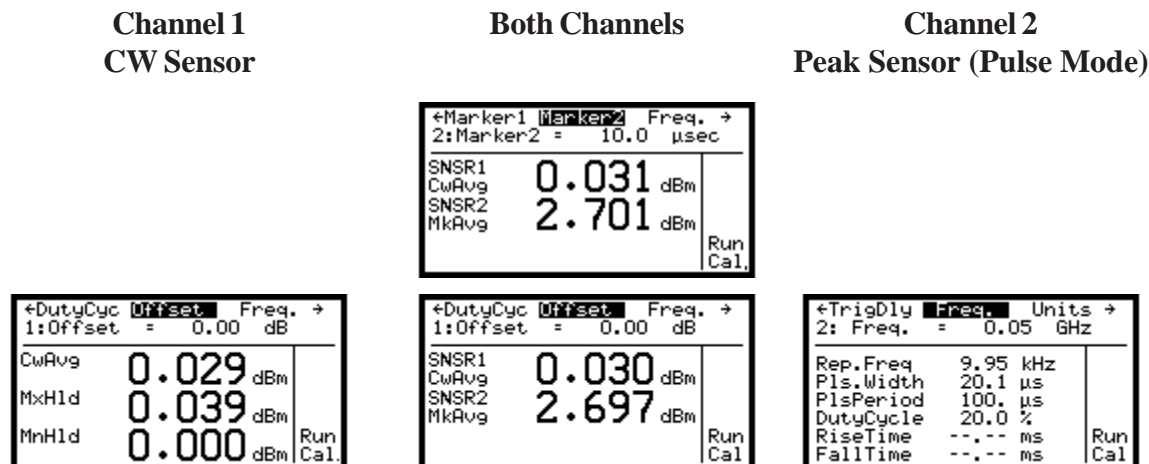 Channel 1
CW Sensor
Both Channels
Channel 2
Peak Sensor (Pulse Mode)
←Marker1 Marker2 Freq. →
2:Marker2 = 10.0 µsec
SNSR1
CwAvg 0.031 dBm
SNSR2
MkAvg 2.701 dBm
Run
Cal.
←DutyCyc Offset Freq. →
1:Offset = 0.00 dB
CwAvg 0.029 dBm
MxHld 0.039 dBm
MnHld 0.000 dBm
Run
Cal.
←DutyCyc Offset Freq. →
1:Offset = 0.00 dB
SNSR1
CwAvg 0.030 dBm
SNSR2
MkAvg 2.697 dBm
Run
Cal
←TrigDly Freq. Units →
2: Freq. = 0.05 GHz
Rep.Freq 9.95 kHz
Pls.Width 20.1 µs
PlsPeriod 100. µs
DutyCycle 20.0 %
RiseTime --.-- ms
FallTime --.-- ms
Run
Cal